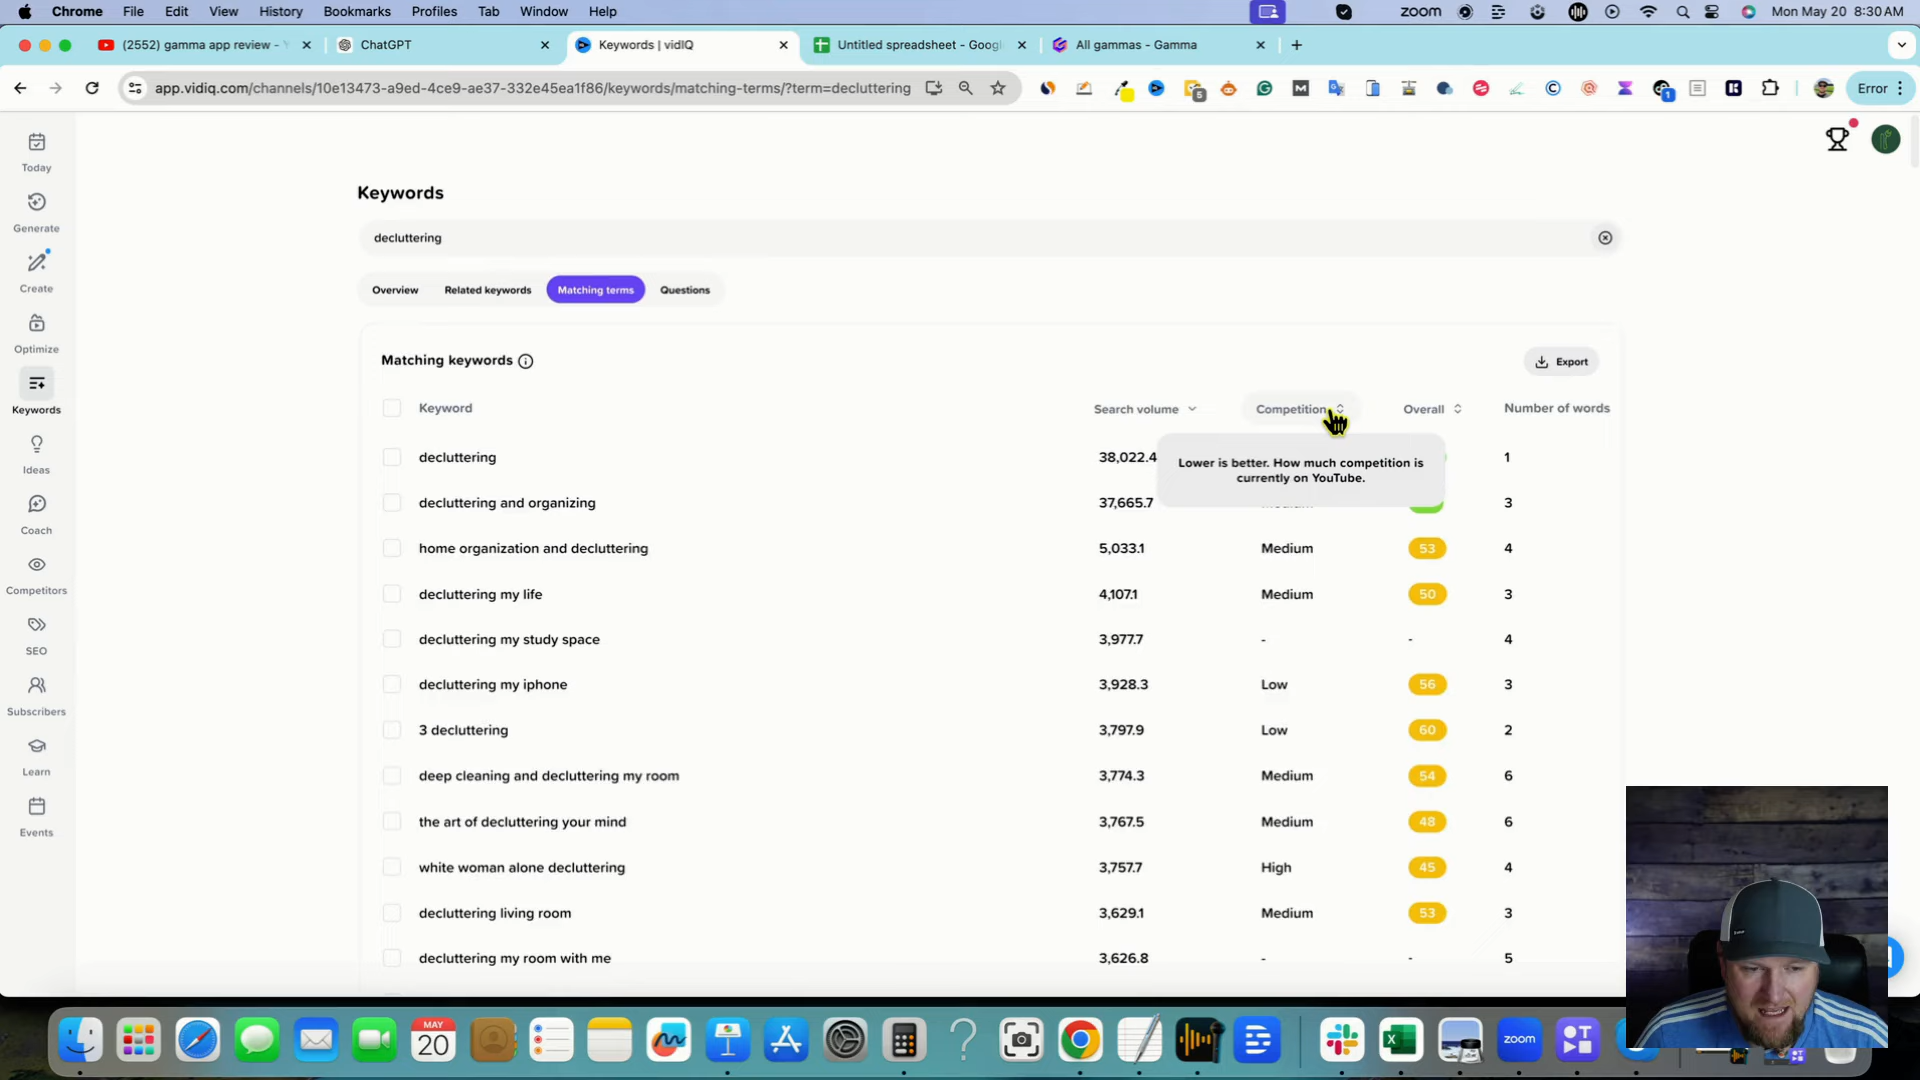 Chrome File Edit View History Bookmarks Profiles Tab Window Help zoom Mon May 20 8:30 AM
(2552) gamma app review - ChatGPT Keywords | vidIQ Untitled spreadsheet - Goog All gammas - Gamma
app.vidiq.com/channels/10e13473-a9ed-4ce9-ae37-332e45ea1f86/keywords/matching-terms/?term=decluttering 5 1 Error
Today
Generate
Create
Optimize
Keywords
Ideas
Coach
Competitors
SEO
Subscribers
Learn
Events
Keywords
decluttering
Overview Related keywords Matching terms Questions
Matching keywords Export
Keyword Search volume Competition Overall Number of words
decluttering 38,022.4 1
Lower is better. How much competition is
currently on YouTube.
decluttering and organizing 37,665.7 3
home organization and decluttering 5,033.1 Medium 53 4
decluttering my life 4,107.1 Medium 50 3
decluttering my study space 3,977.7 - - 4
decluttering my iphone 3,928.3 Low 56 3
3 decluttering 3,797.9 Low 60 2
deep cleaning and decluttering my room 3,774.3 Medium 54 6
the art of decluttering your mind 3,767.5 Medium 48 6
white woman alone decluttering 3,757.7 High 45 4
decluttering living room 3,629.1 Medium 53 3
decluttering my room with me 3,626.8 - - 5
MAY
20
zoom